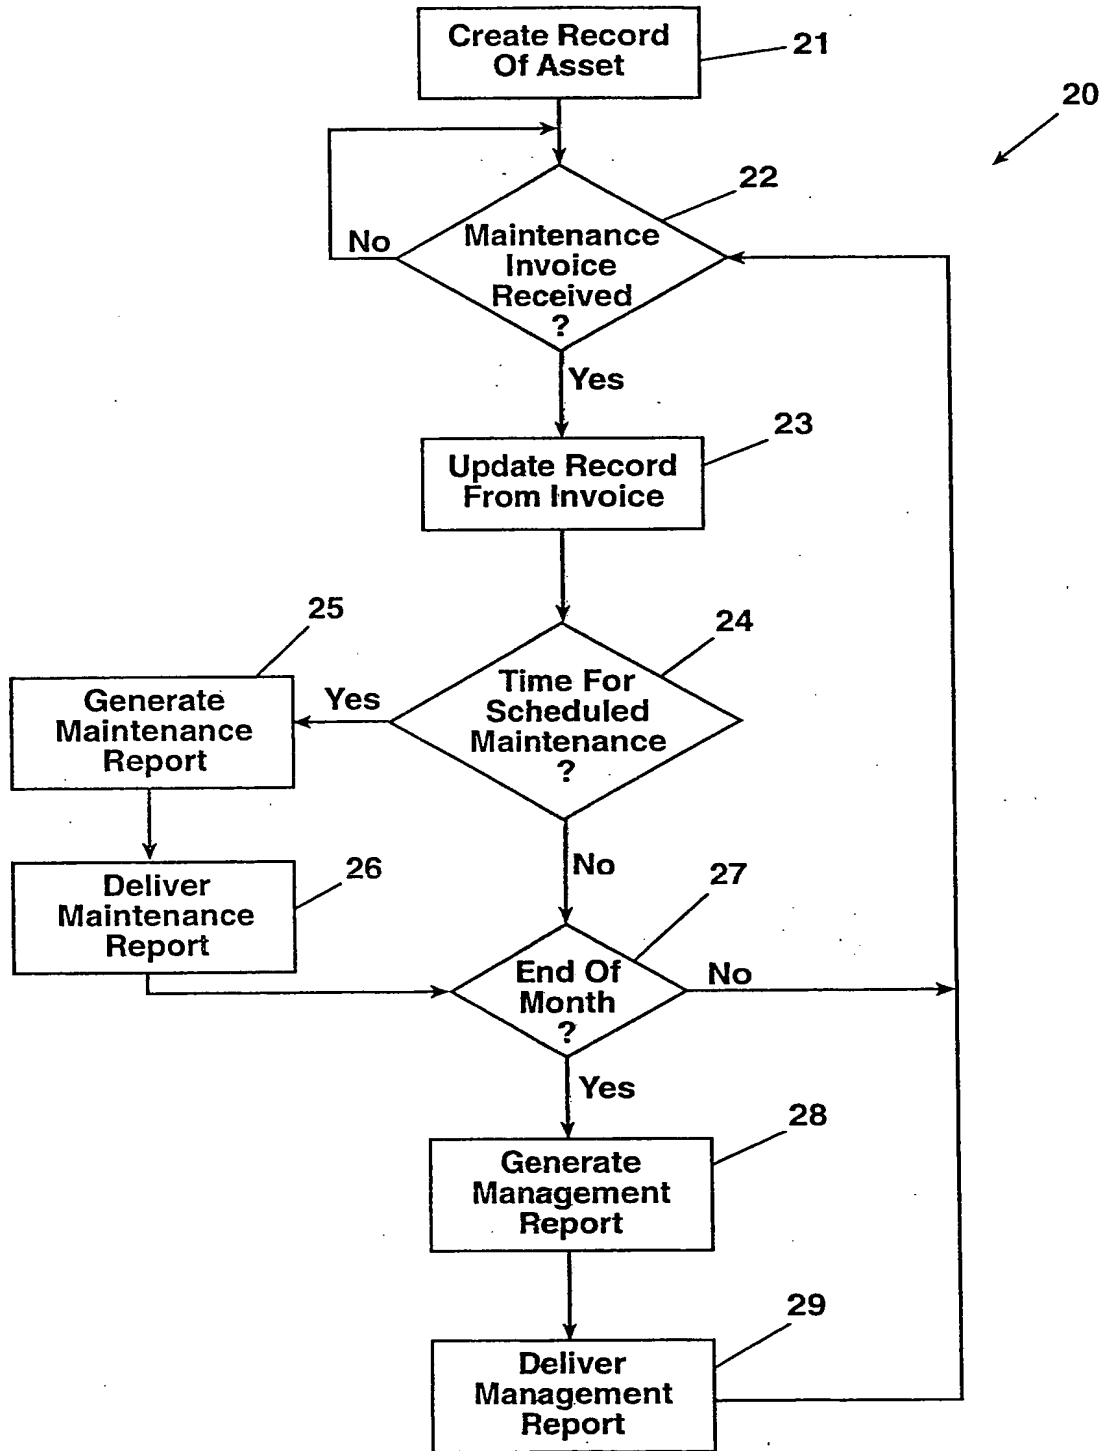 Create Record
Of Asset
21
20
22
No
Maintenance
Invoice
Received
?
Yes
23
Update Record
From Invoice
25
24
Generate
Maintenance
Report
Yes
Time For
Scheduled
Maintenance
?
Deliver
Maintenance
Report
26
No
27
End Of
Month
?
No
Yes
28
Generate
Management
Report
29
Deliver
Management
Report